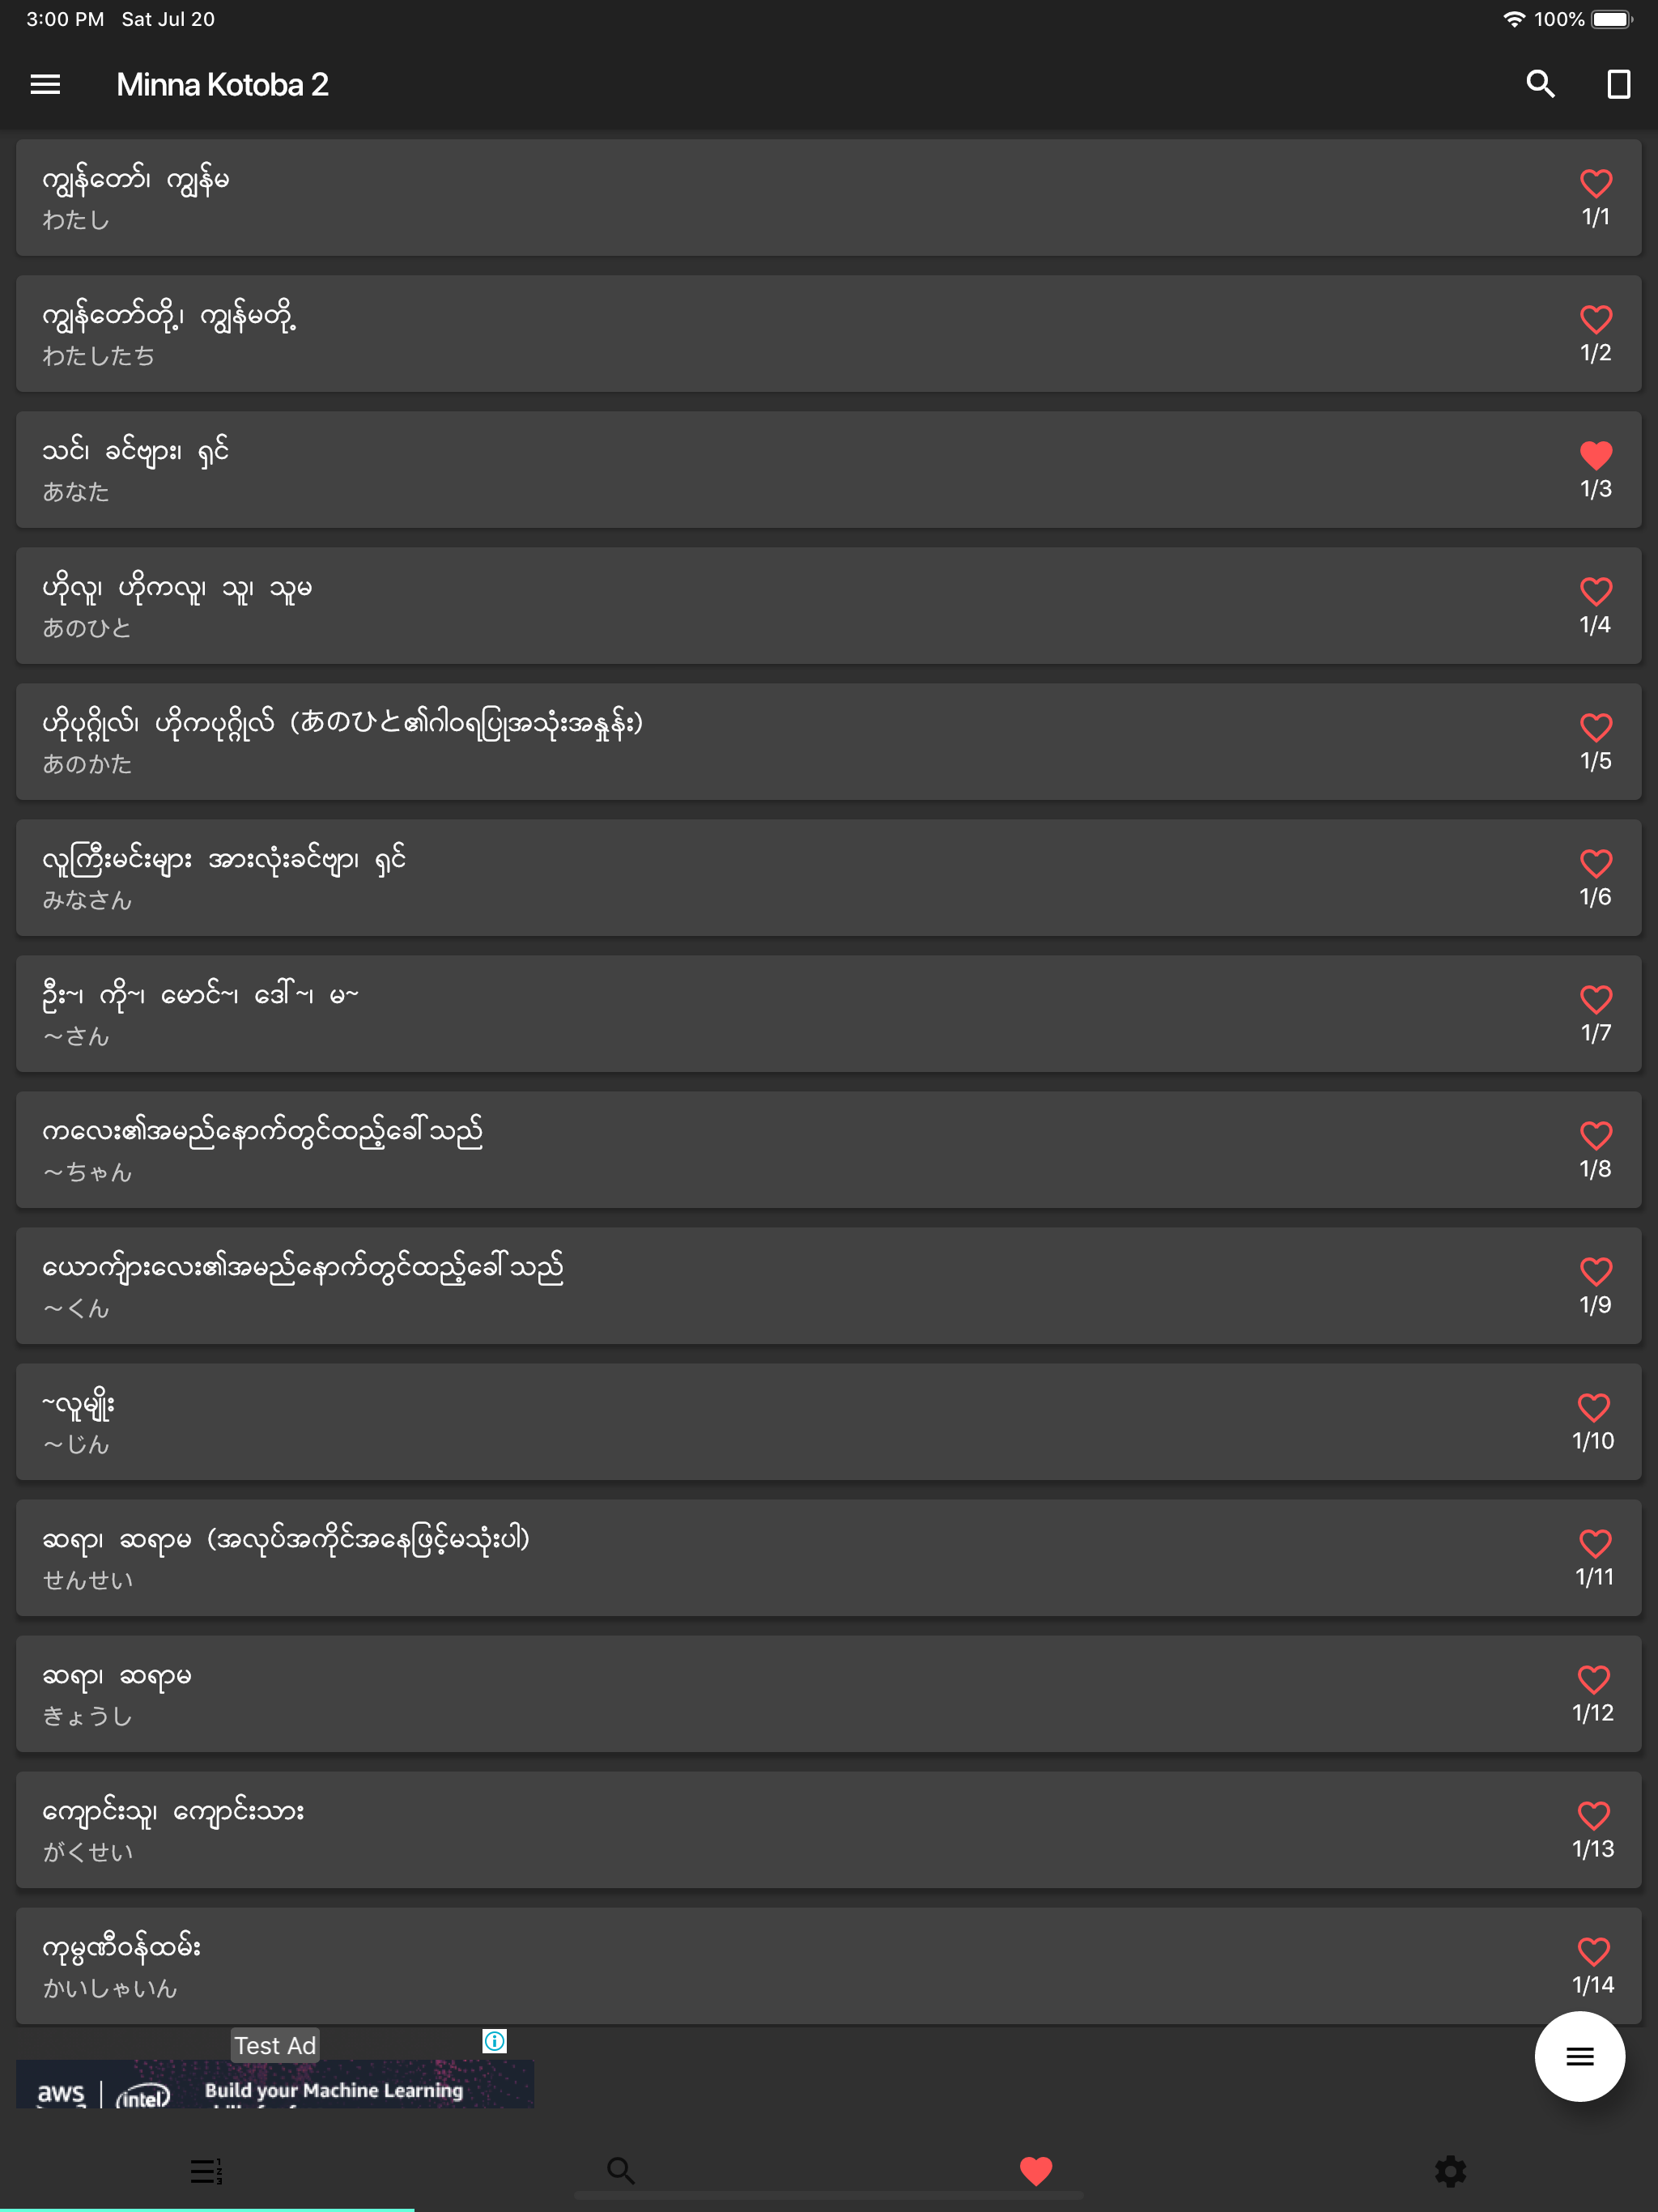 3:00 PM Sat Jul 20 100%
Minna Kotoba 2
ကျွန်တော်၊ ကျွန်မ
わたし
1/1
ကျွန်တော်တို့၊ ကျွန်မတို့
わたしたち
1/2
သင်၊ ခင်ဗျား၊ ရှင်
あなた
1/3
ဟိုလူ၊ ဟိုကလူ၊ သူ၊ သူမ
あのひと
1/4
ဟိုပုဂ္ဂိုလ်၊ ဟိုကပုဂ္ဂိုလ် (あのひと၏ဂါဝရပြုအသုံးအနှုန်း)
あのかた
1/5
လူကြီးမင်းများ အားလုံးခင်ဗျာ၊ ရှင်
みなさん
1/6
ဦး~၊ ကို~၊ မောင်~၊ ဒေါ်~၊ မ~
～さん
1/7
ကလေး၏အမည်နောက်တွင်ထည့်ခေါ်သည်
～ちゃん
1/8
ယောက်ျားလေး၏အမည်နောက်တွင်ထည့်ခေါ်သည်
～くん
1/9
~လူမျိုး
～じん
1/10
ဆရာ၊ ဆရာမ (အလုပ်အကိုင်အနေဖြင့်မသုံးပါ)
せんせい
1/11
ဆရာ၊ ဆရာမ
きょうし
1/12
ကျောင်းသူ၊ ကျောင်းသား
がくせい
1/13
ကုမ္ပဏီဝန်ထမ်း
かいしゃいん
1/14
Test Ad
aws intel Build your Machine Learning